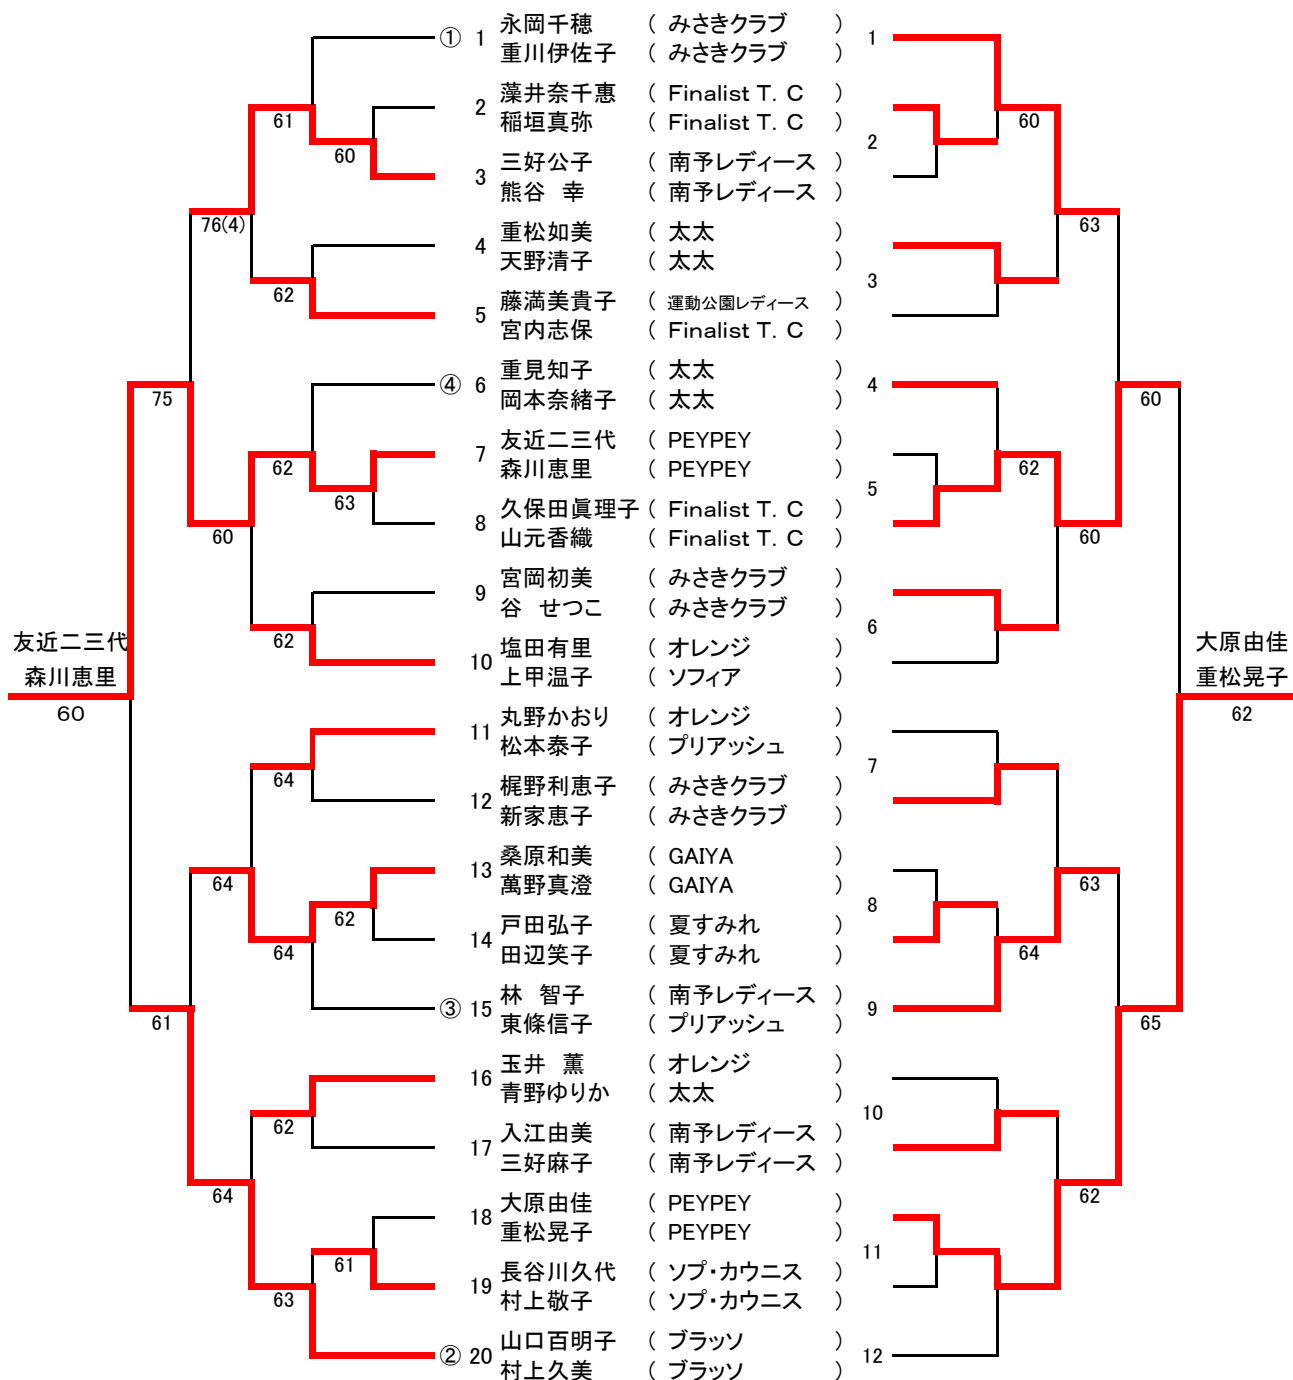 ① 1 永岡千穂 ( みさきクラブ ) 1
重川伊佐子 ( みさきクラブ )
2 藻井奈千恵 ( Finalist T. C )
稲垣真弥 ( Finalist T. C )
61 60 60 2
3 三好公子 ( 南予レディース )
熊谷 幸 ( 南予レディース )
76(4) 63
4 重松如美 ( 太太 )
天野清子 ( 太太 )
62 3
5 藤満美貴子 ( 運動公園レディース )
宮内志保 ( Finalist T. C )
④ 6 重見知子 ( 太太 ) 4
岡本奈緒子 ( 太太 )
75 60
7 友近二三代 ( PEYPEY )
森川恵里 ( PEYPEY )
62 63 62 5
8 久保田眞理子 ( Finalist T. C )
山元香織 ( Finalist T. C )
60 60
9 宮岡初美 ( みさきクラブ )
谷 せつこ ( みさきクラブ )
62 6
10 塩田有里 ( オレンジ )
上甲温子 ( ソフィア )
友近二三代
森川恵里
60
大原由佳
重松晃子
62
11 丸野かおり ( オレンジ )
松本泰子 ( プリアッシュ )
64 7
12 梶野利恵子 ( みさきクラブ )
新家恵子 ( みさきクラブ )
13 桑原和美 ( GAIYA )
萬野真澄 ( GAIYA )
64 62 63 8
14 戸田弘子 ( 夏すみれ )
田辺笑子 ( 夏すみれ )
64 64
③ 15 林 智子 ( 南予レディース ) 9
東條信子 ( プリアッシュ )
61 65
16 玉井 薫 ( オレンジ )
青野ゆりか ( 太太 )
62 10
17 入江由美 ( 南予レディース )
三好麻子 ( 南予レディース )
64 62
18 大原由佳 ( PEYPEY )
重松晃子 ( PEYPEY )
61 11
19 長谷川久代 ( ソプ・カウニス )
村上敬子 ( ソプ・カウニス )
63
② 20 山口百明子 ( ブラッソ ) 12
村上久美 ( ブラッソ )